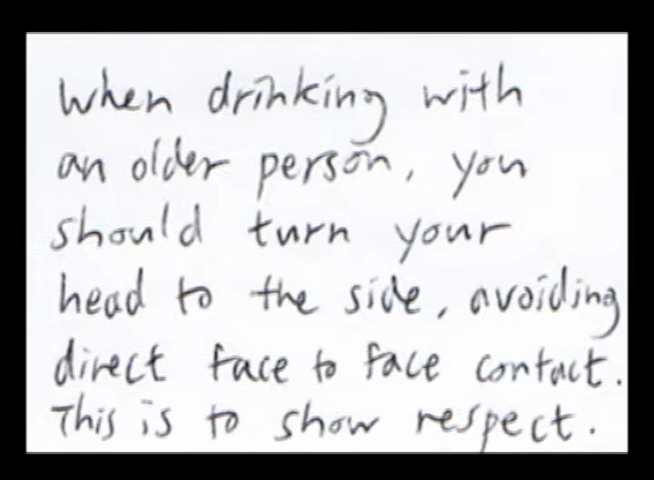 When drinking with
an older person, you
should turn your
head to the side, avoiding
direct face to face contact.
This is to show respect.